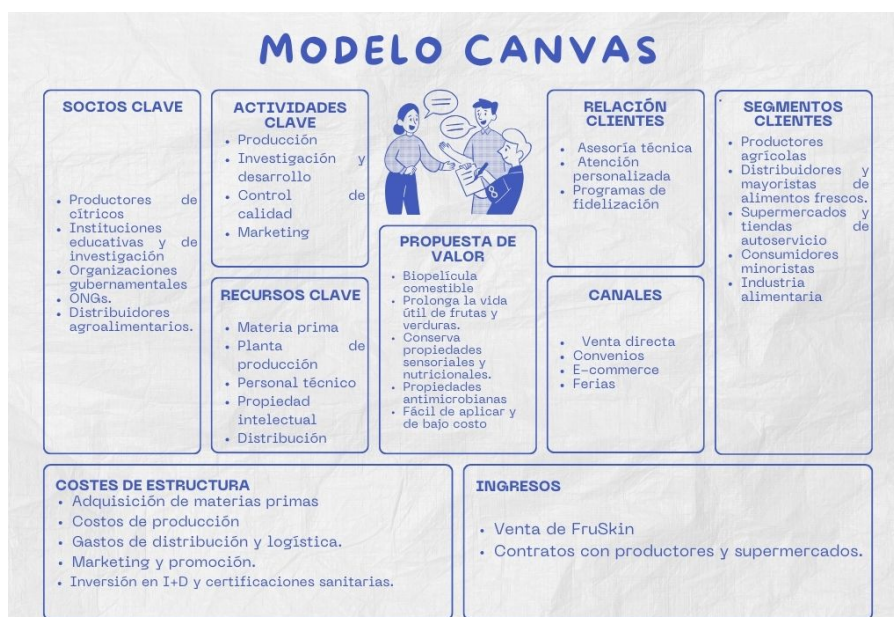 MODELO CANVAS
SOCIOS CLAVE
• Productores de
cítricos
• Instituciones
educativas y de
investigación
• Organizaciones
gubernamentales
• ONGs.
• Distribuidores
agroalimentarios.
ACTIVIDADES
CLAVE
• Producción
• Investigación y
desarrollo
• Control de
calidad
• Marketing
RECURSOS CLAVE
• Materia prima
• Planta de
producción
• Personal técnico
• Propiedad
intelectual
• Distribución
PROPUESTA DE
VALOR
• Biopelícula
comestible
• Prolonga la vida
útil de frutas y
verduras.
• Conserva
propiedades
sensoriales y
nutricionales.
• Propiedades
antimicrobianas
• Fácil de aplicar y
de bajo costo
RELACIÓN
CLIENTES
• Asesoría técnica
• Atención
personalizada
• Programas de
fidelización
CANALES
• Venta directa
• Convenios
• E-commerce
• Ferias
SEGMENTOS
CLIENTES
• Productores
agrícolas
• Distribuidores y
mayoristas de
alimentos frescos.
• Supermercados y
tiendas de
autoservicio
• Consumidores
minoristas
• Industria
alimentaria
COSTES DE ESTRUCTURA
• Adquisición de materias primas
• Costos de producción
• Gastos de distribución y logística.
• Marketing y promoción.
• Inversión en I+D y certificaciones sanitarias.
INGRESOS
• Venta de FruSkin
• Contratos con productores y supermercados.